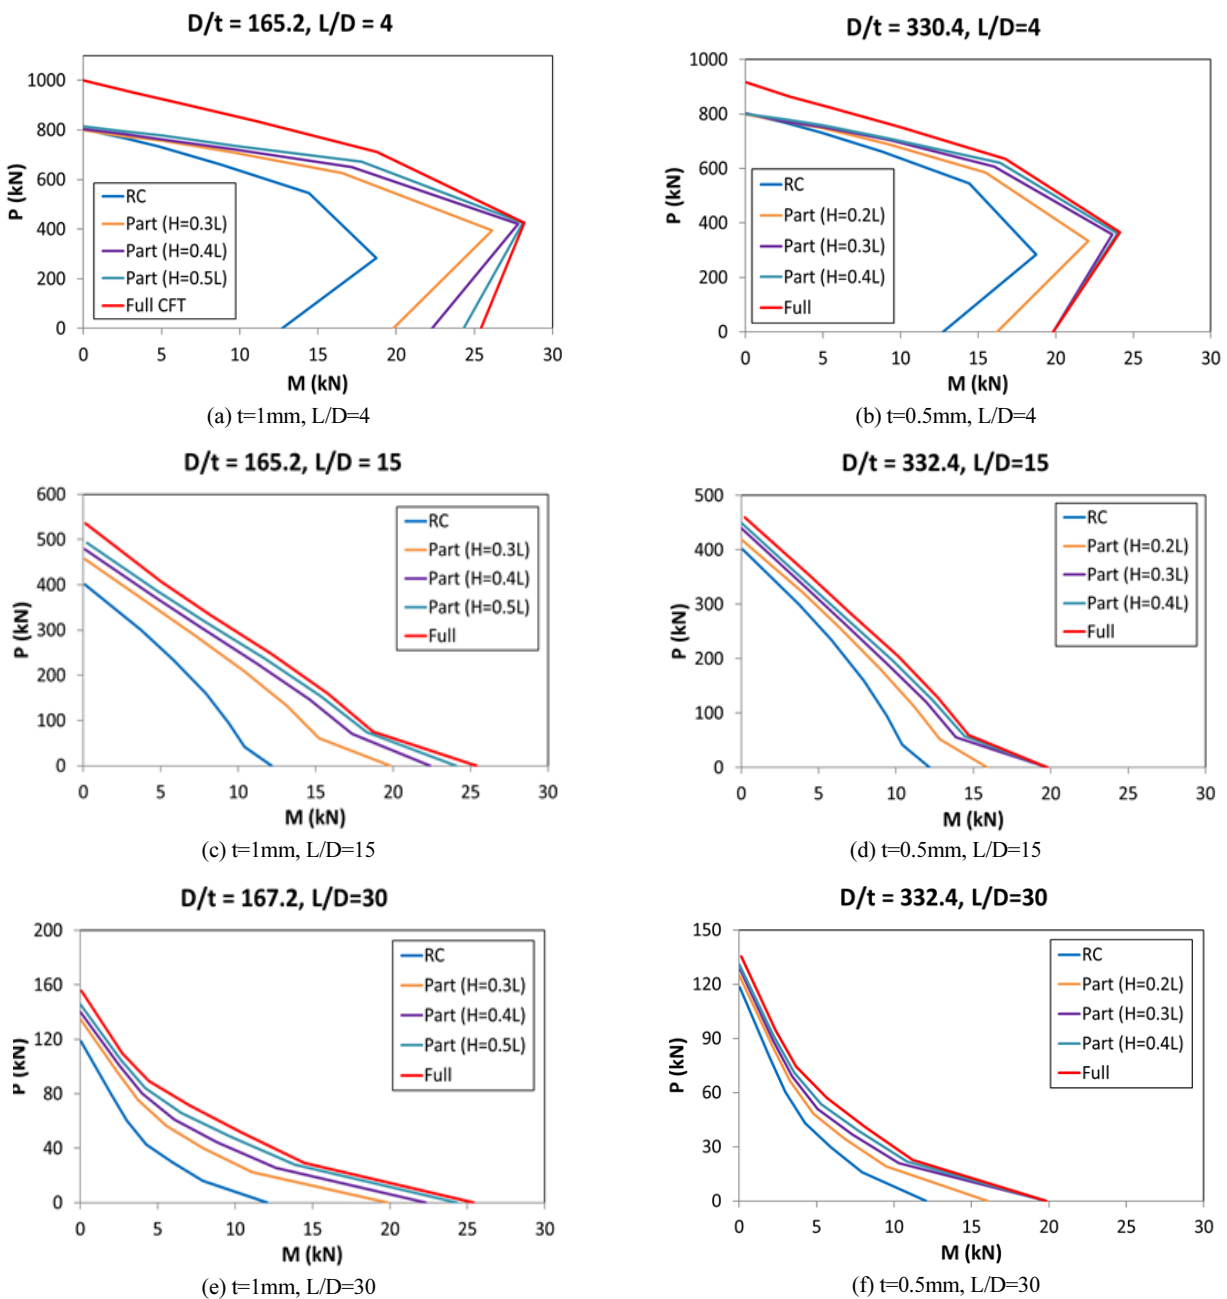 D/t = 165.2, L/D = 4
P (kN)
1000
800
600
400
200
0
RC
Part (H=0.3L)
Part (H=0.4L)
Part (H=0.5L)
Full CFT
0 5 10 15 20 25 30
M (kN)
(a) t=1mm, L/D=4
D/t = 330.4, L/D=4
P (kN)
1000
800
600
400
200
0
RC
Part (H=0.2L)
Part (H=0.3L)
Part (H=0.4L)
Full
0 5 10 15 20 25 30
M (kN)
(b) t=0.5mm, L/D=4
D/t = 165.2, L/D = 15
P (kN)
600
500
400
300
200
100
0
RC
Part (H=0.3L)
Part (H=0.4L)
Part (H=0.5L)
Full
0 5 10 15 20 25 30
M (kN)
(c) t=1mm, L/D=15
D/t = 332.4, L/D=15
P (kN)
500
400
300
200
100
0
RC
Part (H=0.2L)
Part (H=0.3L)
Part (H=0.4L)
Full
0 5 10 15 20 25 30
M (kN)
(d) t=0.5mm, L/D=15
D/t = 167.2, L/D=30
P (kN)
200
160
120
80
40
0
RC
Part (H=0.3L)
Part (H=0.4L)
Part (H=0.5L)
Full
0 5 10 15 20 25 30
M (kN)
(e) t=1mm, L/D=30
D/t = 332.4, L/D=30
P (kN)
150
120
90
60
30
0
RC
Part (H=0.2L)
Part (H=0.3L)
Part (H=0.4L)
Full
0 5 10 15 20 25 30
M (kN)
(f) t=0.5mm, L/D=30